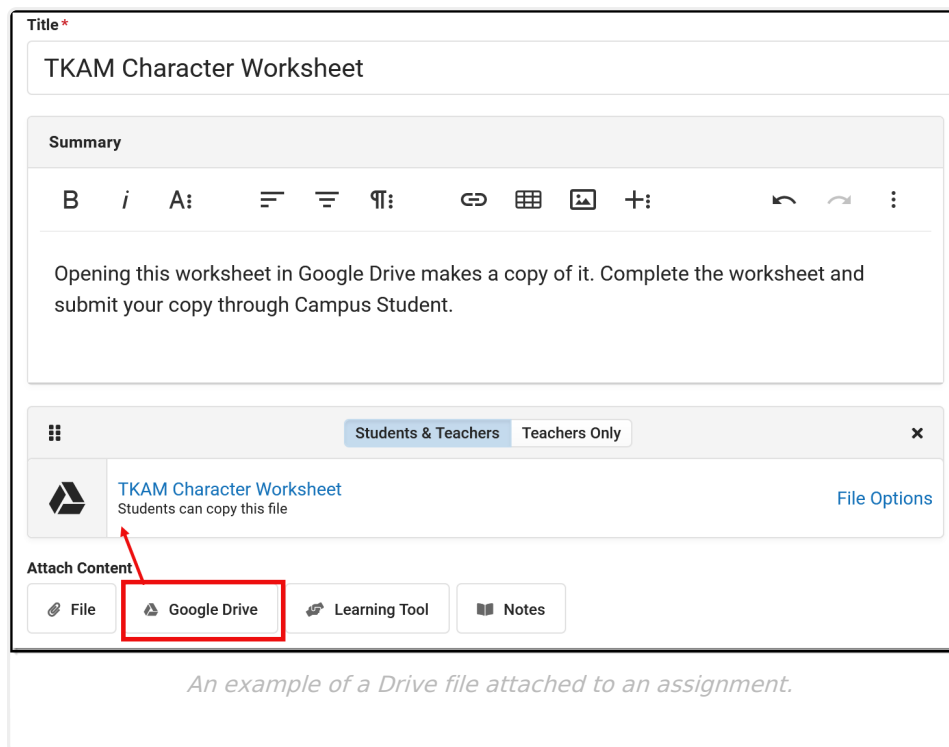 Title *
TKAM Character Worksheet
Summary
B i A
Opening this worksheet in Google Drive makes a copy of it. Complete the worksheet and
submit your copy through Campus Student.
Students & Teachers Teachers Only
TKAM Character Worksheet
Students can copy this file
File Options
Attach Content
File Google Drive Learning Tool Notes
An example of a Drive file attached to an assignment.